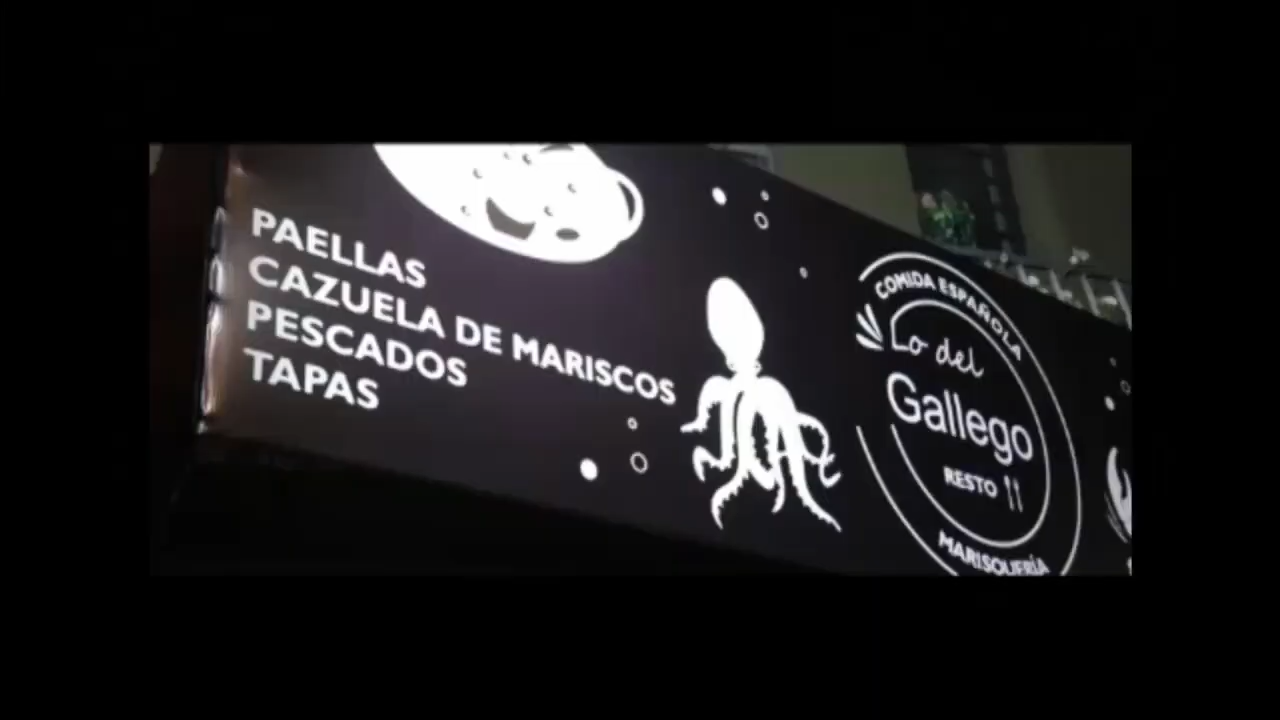 PAELLAS
CAZUELA DE MARISCOS
PESCADOS
TAPAS
COMIDA ESPAÑOLA
Lo del
Gallego
RESTO
MARISQUERÍA